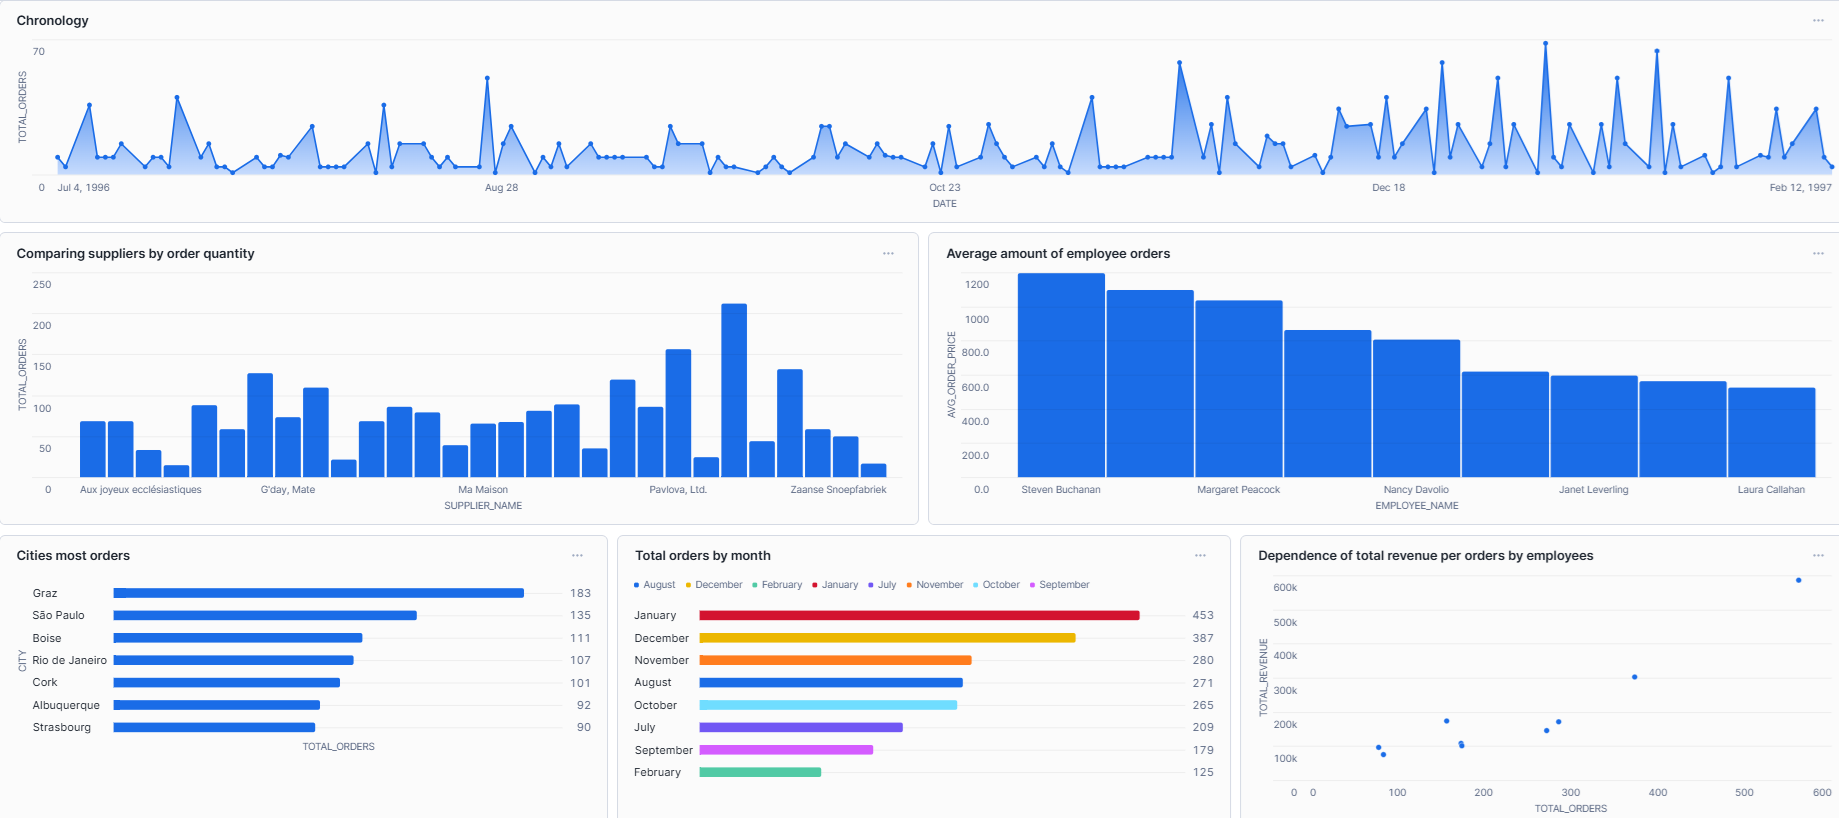 Chronology
70
TOTAL_ORDERS
0
Jul 4, 1996
Aug 28
Oct 23
Dec 18
Feb 12, 1997
DATE
Comparing suppliers by order quantity
250
200
150
100
50
0
TOTAL_ORDERS
Aux joyeux ecclésiastiques
G'day, Mate
Ma Maison
Pavlova, Ltd.
Zaanse Snoepfabriek
SUPPLIER_NAME
Average amount of employee orders
1200
1000
800.0
600.0
400.0
200.0
0.0
AVG_ORDER_PRICE
Steven Buchanan
Margaret Peacock
Nancy Davolio
Janet Leverling
Laura Callahan
EMPLOYEE_NAME
Cities most orders
CITY
Graz 183
São Paulo 135
Boise 111
Rio de Janeiro 107
Cork 101
Albuquerque 92
Strasbourg 90
TOTAL_ORDERS
Total orders by month
August December February January July November October September
January 453
December 387
November 280
August 271
October 265
July 209
September 179
February 125
Dependence of total revenue per orders by employees
600k
500k
400k
300k
200k
100k
0
TOTAL_REVENUE
0 100 200 300 400 500 600
TOTAL_ORDERS